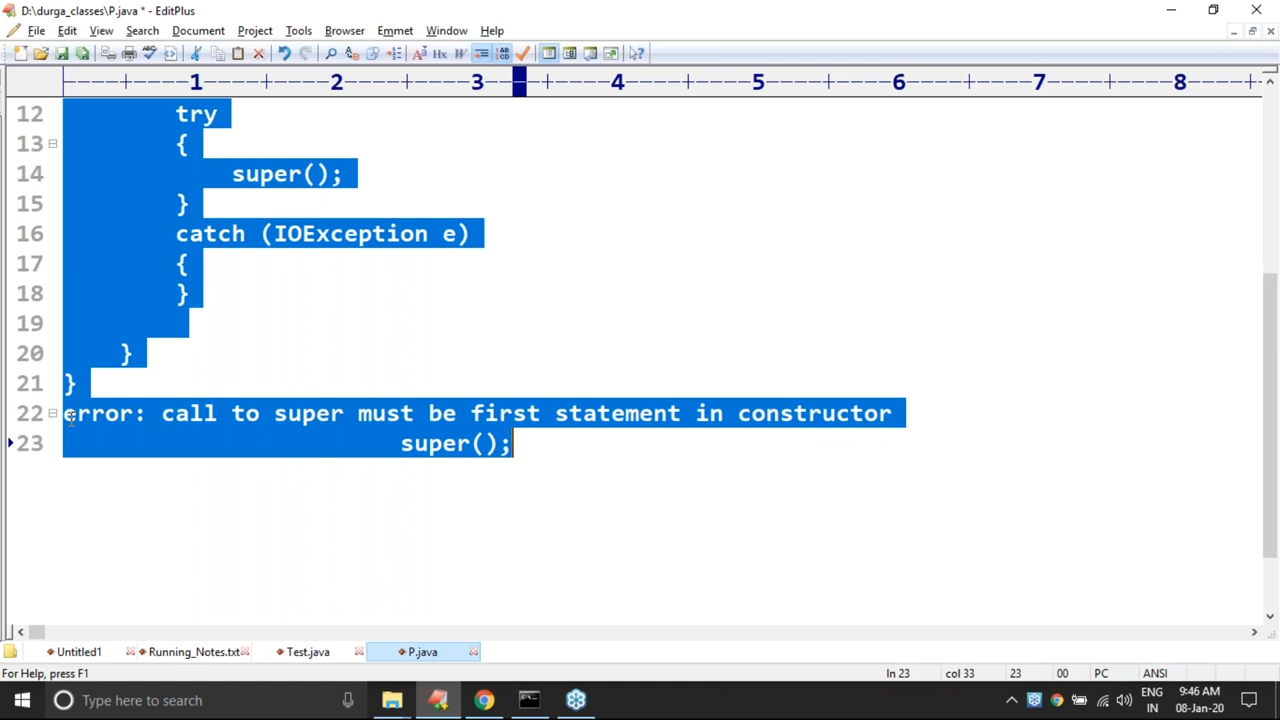 D:\durga_classes\P.java * - EditPlus
File Edit View Search Document Project Tools Browser Emmet Window Help
1 2 3 4 5 6 7 8
12 try
13 {
14 super();
15 }
16 catch (IOException e)
17 {
18 }
19
20 }
21 }
22 error: call to super must be first statement in constructor
23 super();
Untitled1 Running_Notes.txt Test.java P.java
For Help, press F1 ln 23 col 33 23 00 PC ANSI
Type here to search ENG IN 9:46 AM 08-Jan-20